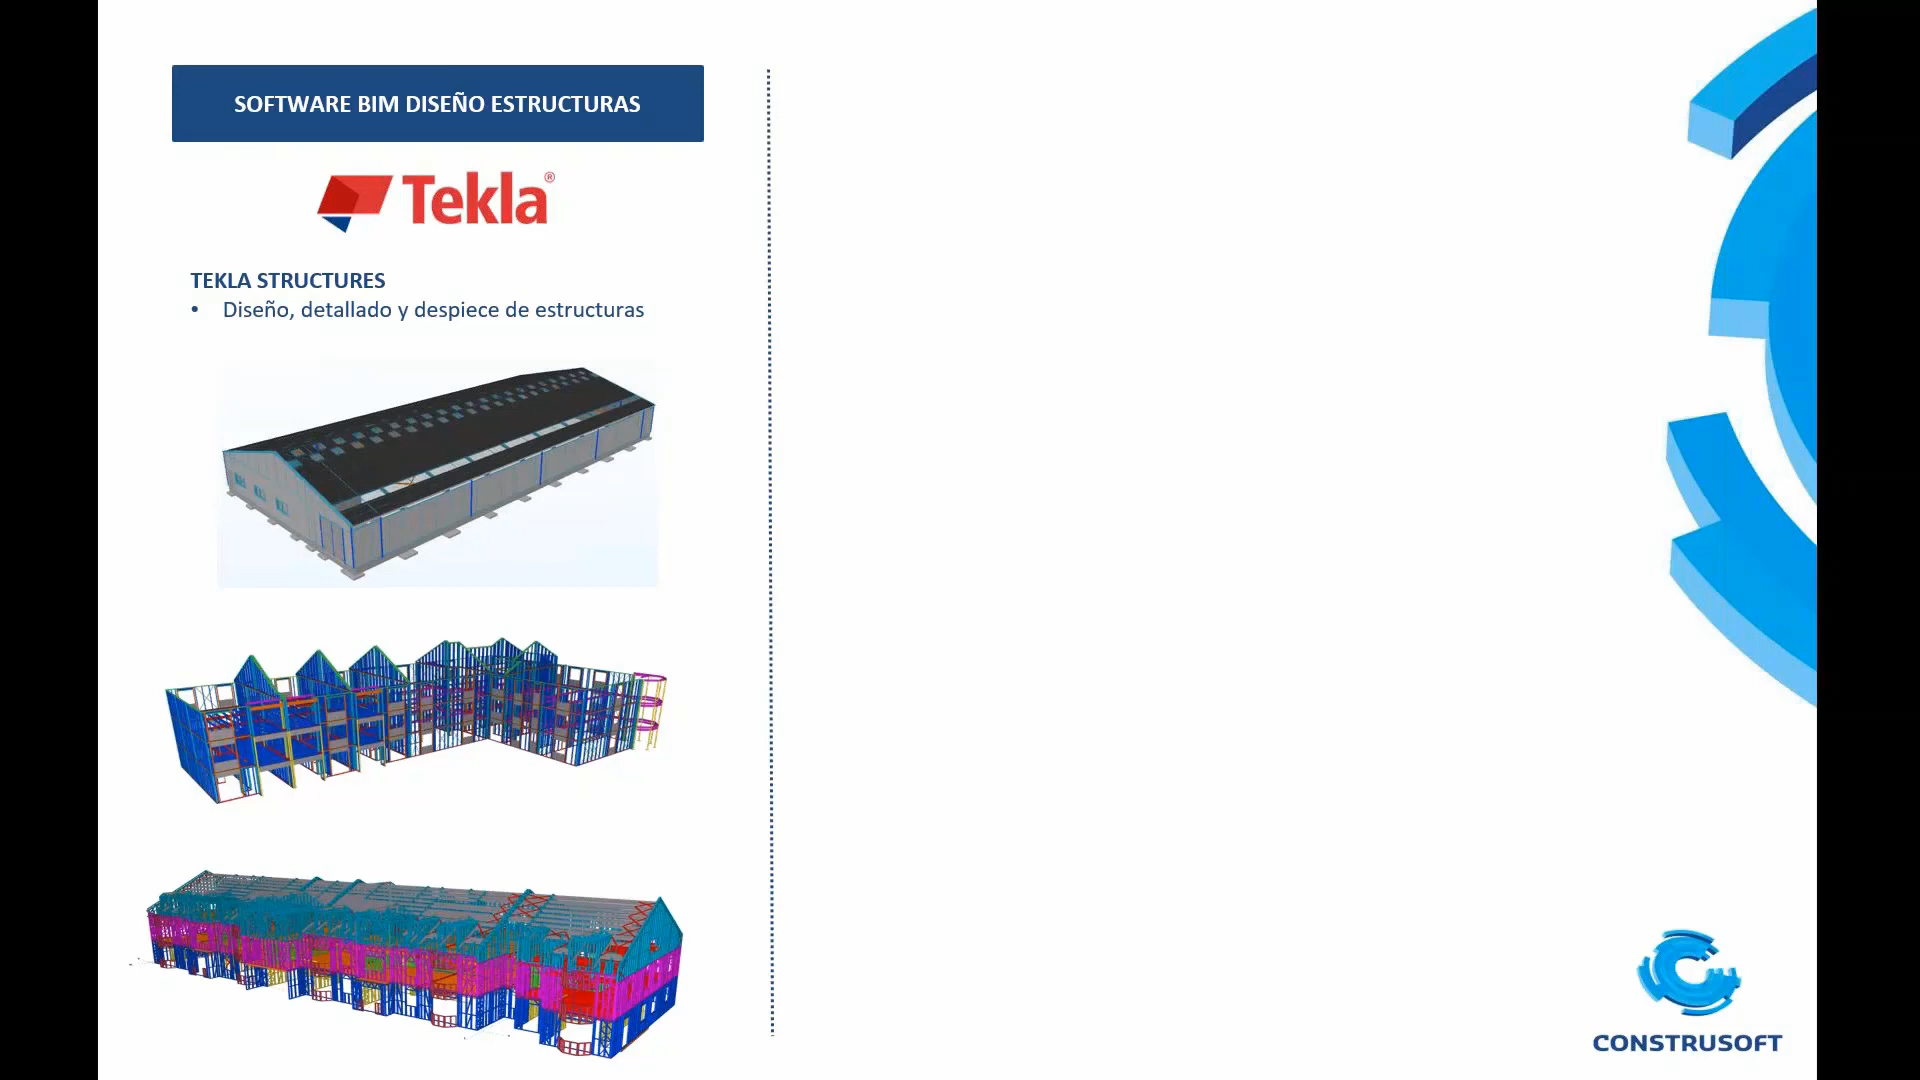 SOFTWARE BIM DISEÑO ESTRUCTURAS
Tekla®
TEKLA STRUCTURES
• Diseño, detallado y despiece de estructuras
CONSTRUSOFT